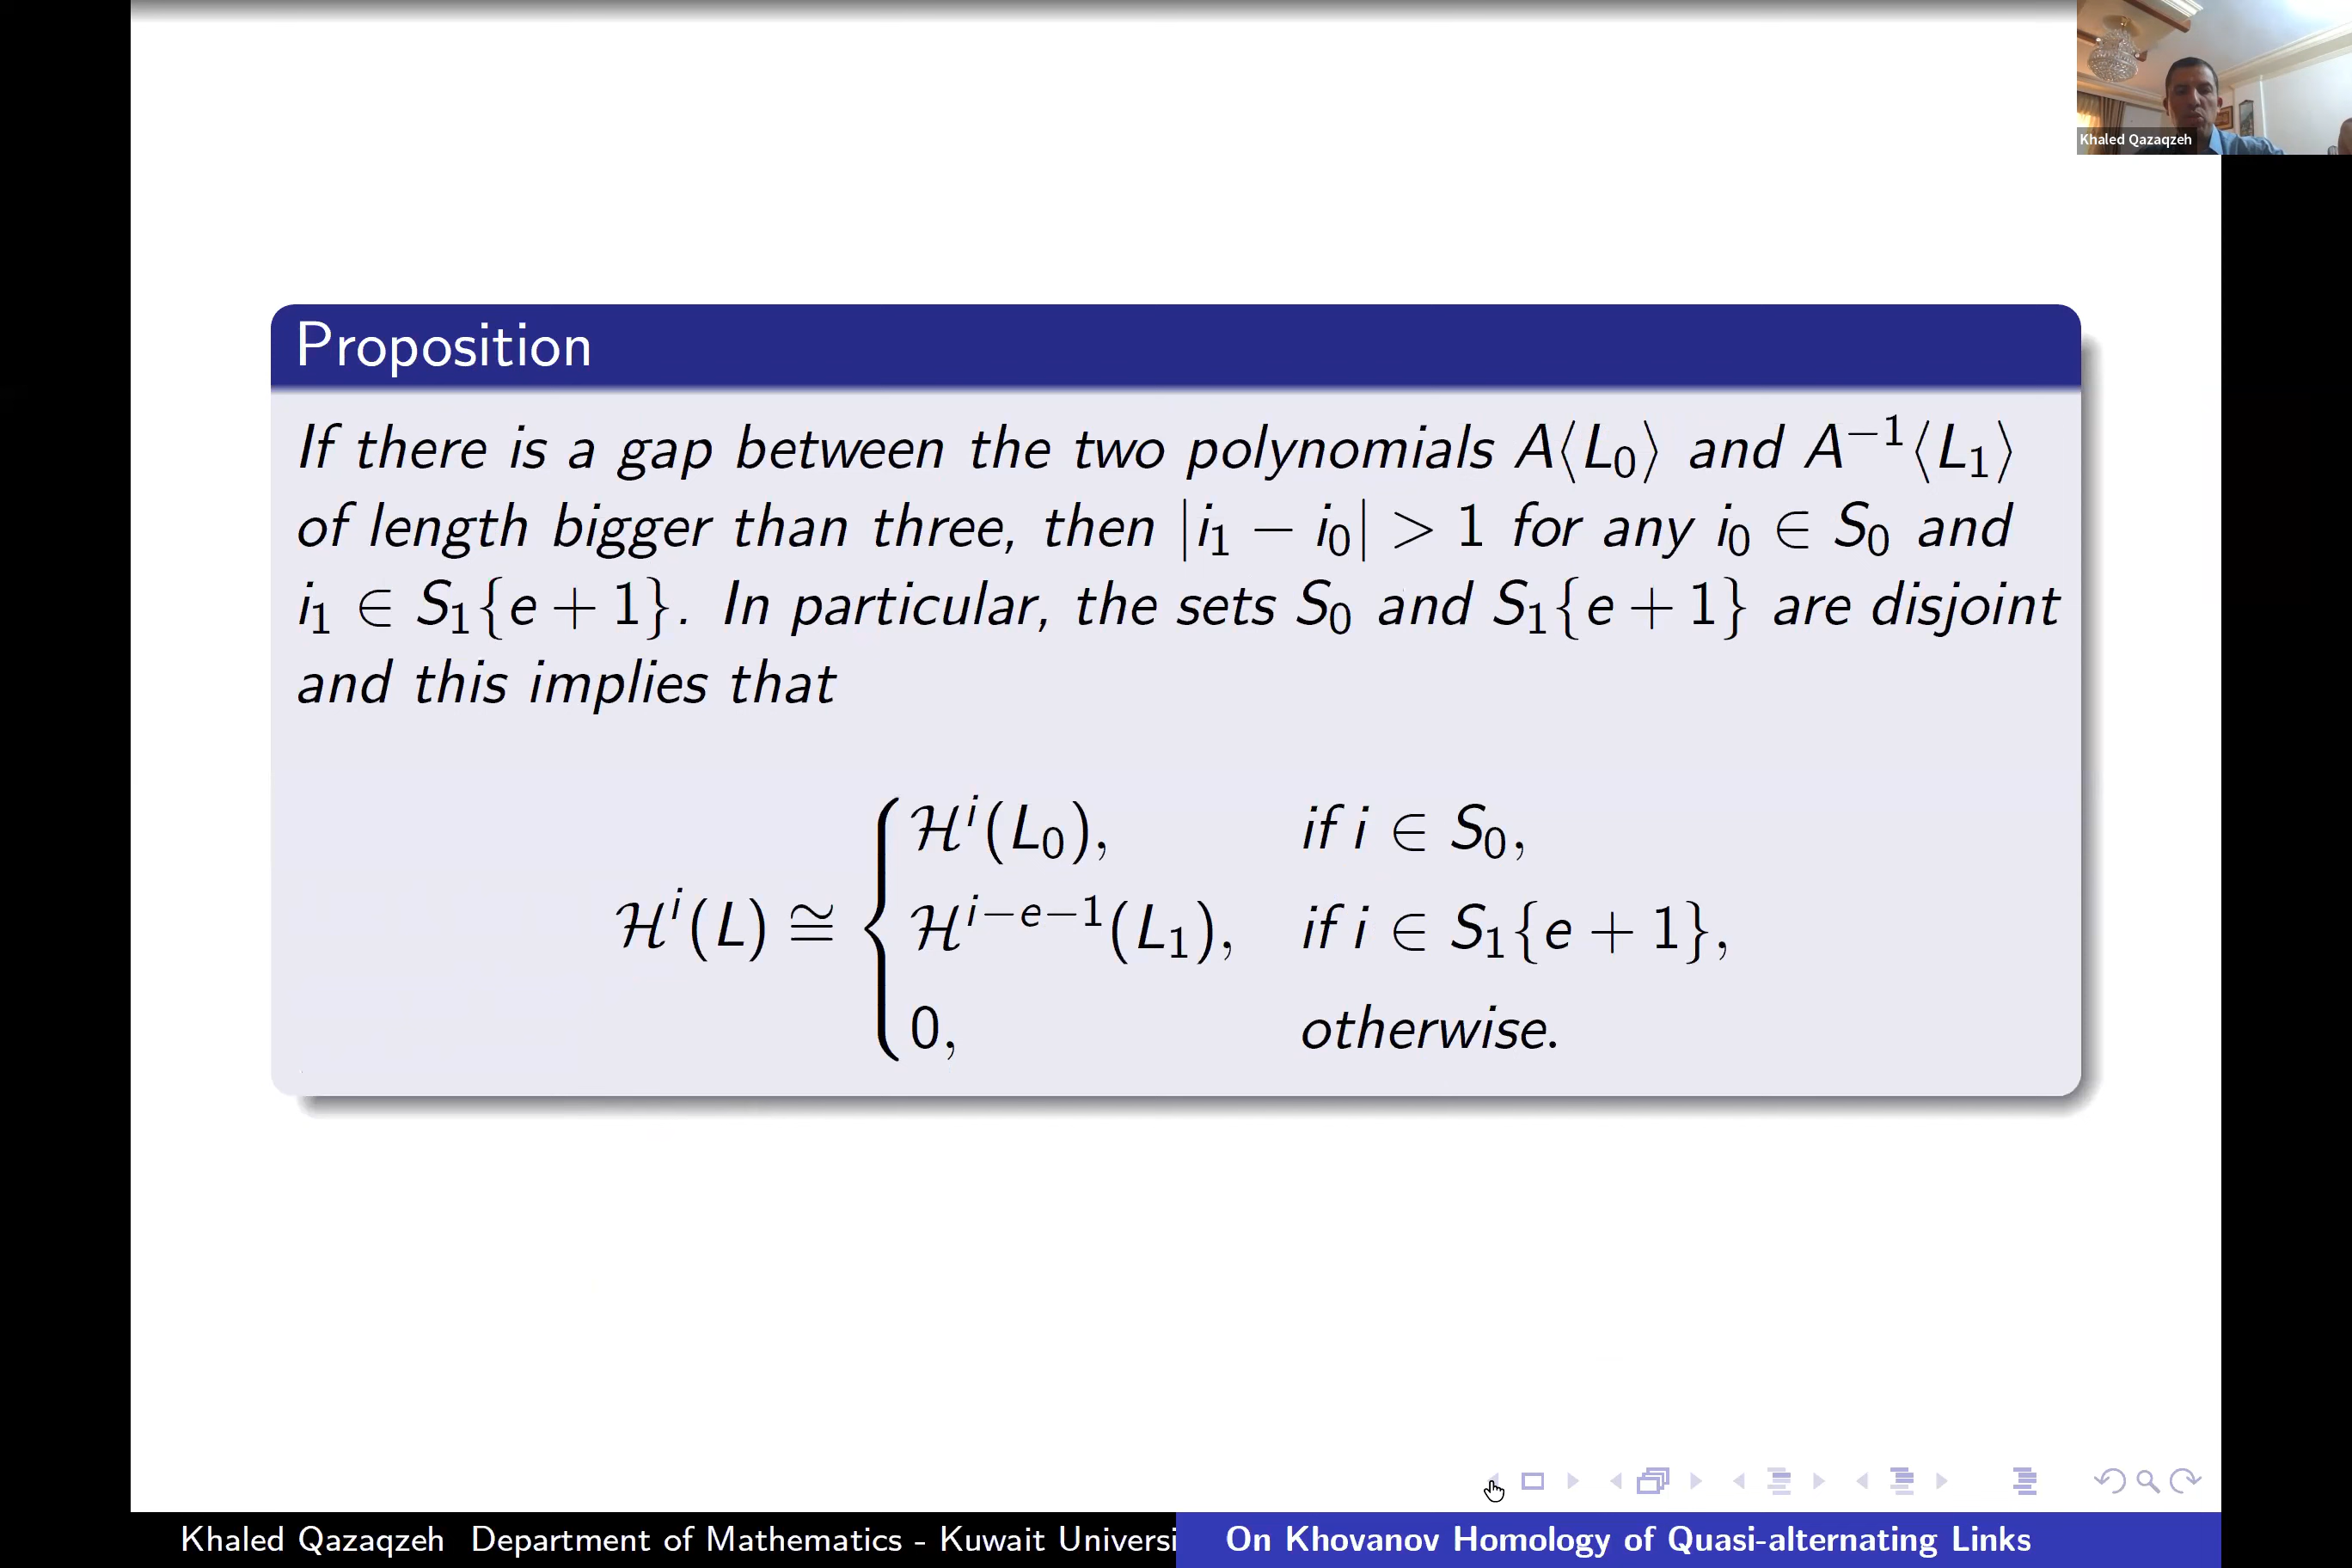 Khaled Qazaqzeh
Proposition
If there is a gap between the two polynomials A⟨L₀⟩ and A⁻¹⟨L₁⟩
of length bigger than three, then |i₁ − i₀| > 1 for any i₀ ∈ S₀ and
i₁ ∈ S₁{e + 1}. In particular, the sets S₀ and S₁{e + 1} are disjoint
and this implies that
ℋⁱ(L) ≅ {
ℋⁱ(L₀), if i ∈ S₀,
ℋⁱ⁻ᵉ⁻¹(L₁), if i ∈ S₁{e + 1},
0, otherwise.
Khaled Qazaqzeh Department of Mathematics - Kuwait Universi
On Khovanov Homology of Quasi-alternating Links